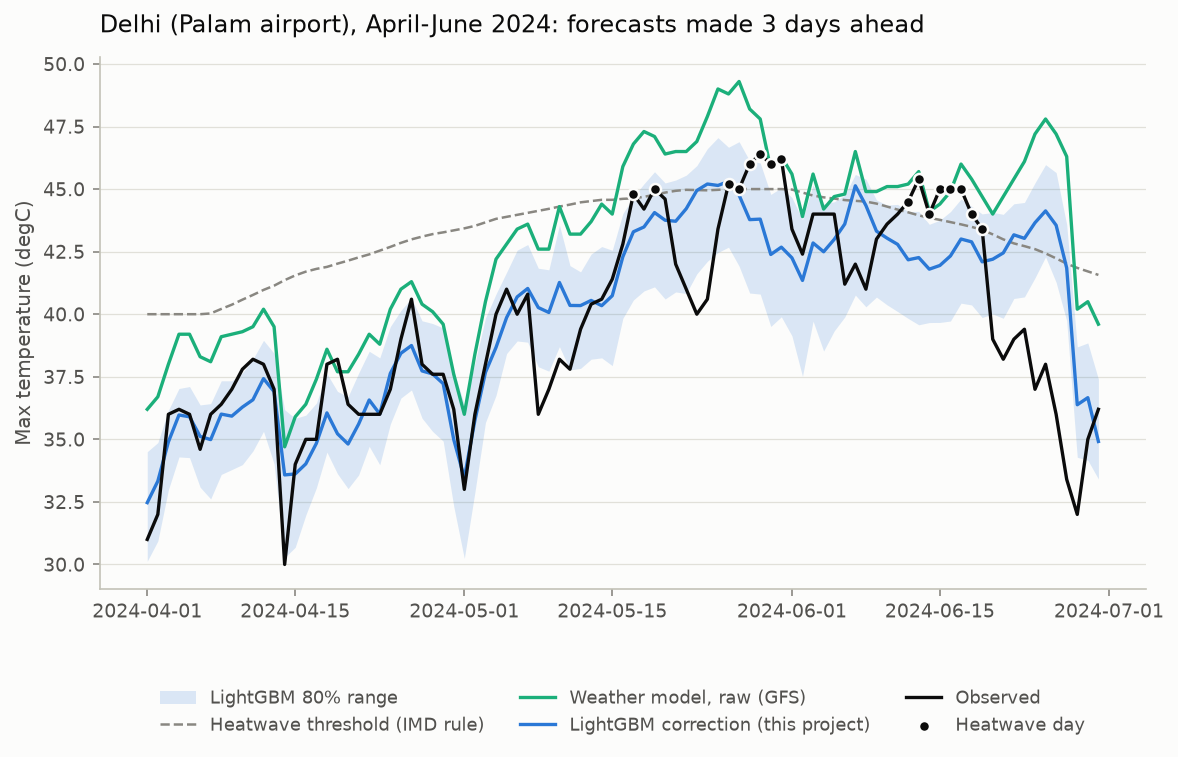 Delhi (Palam airport), April-June 2024: forecasts made 3 days ahead
Max temperature (degC)
50.0
47.5
45.0
42.5
40.0
37.5
35.0
32.5
30.0
2024-04-01 2024-04-15 2024-05-01 2024-05-15 2024-06-01 2024-06-15 2024-07-01
LightGBM 80% range Weather model, raw (GFS) Observed
Heatwave threshold (IMD rule) LightGBM correction (this project) Heatwave day